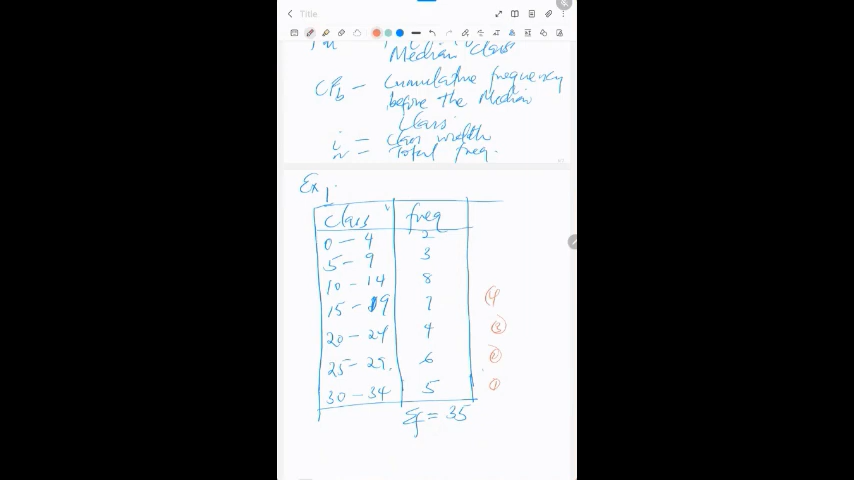 Title
Median Class
cf_b – Cumulative frequency
before the Median
Class
i = Class width
n = Total freq.
Ex 1.
Class freq
0 – 4 2
5 – 9 3
10 – 14 8
15 – 19 7 (4)
20 – 24 4 (3)
25 – 29. 6 (2)
30 – 34 5 (1)
Σf = 35